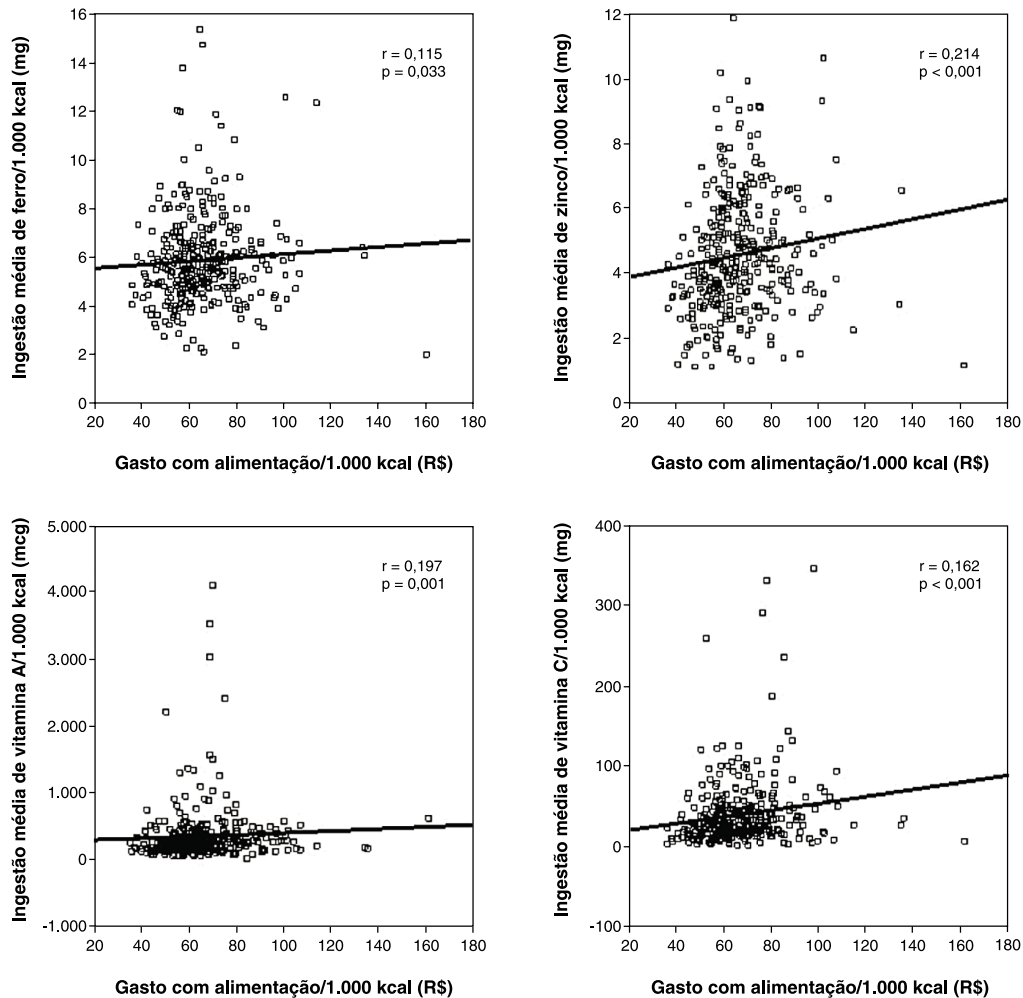 Ingestão média de ferro/1.000 kcal (mg)
16
14
12
10
8
6
4
2
0
r = 0,115
p = 0,033
20 40 60 80 100 120 140 160 180
Gasto com alimentação/1.000 kcal (R$)
Ingestão média de zinco/1.000 kcal (mg)
12
10
8
6
4
2
0
r = 0,214
p < 0,001
20 40 60 80 100 120 140 160 180
Gasto com alimentação/1.000 kcal (R$)
Ingestão média de vitamina A/1.000 kcal (mcg)
5.000
4.000
3.000
2.000
1.000
0
-1.000
r = 0,197
p = 0,001
20 40 60 80 100 120 140 160 180
Gasto com alimentação/1.000 kcal (R$)
Ingestão média de vitamina C/1.000 kcal (mg)
400
300
200
100
0
-100
r = 0,162
p < 0,001
20 40 60 80 100 120 140 160 180
Gasto com alimentação/1.000 kcal (R$)